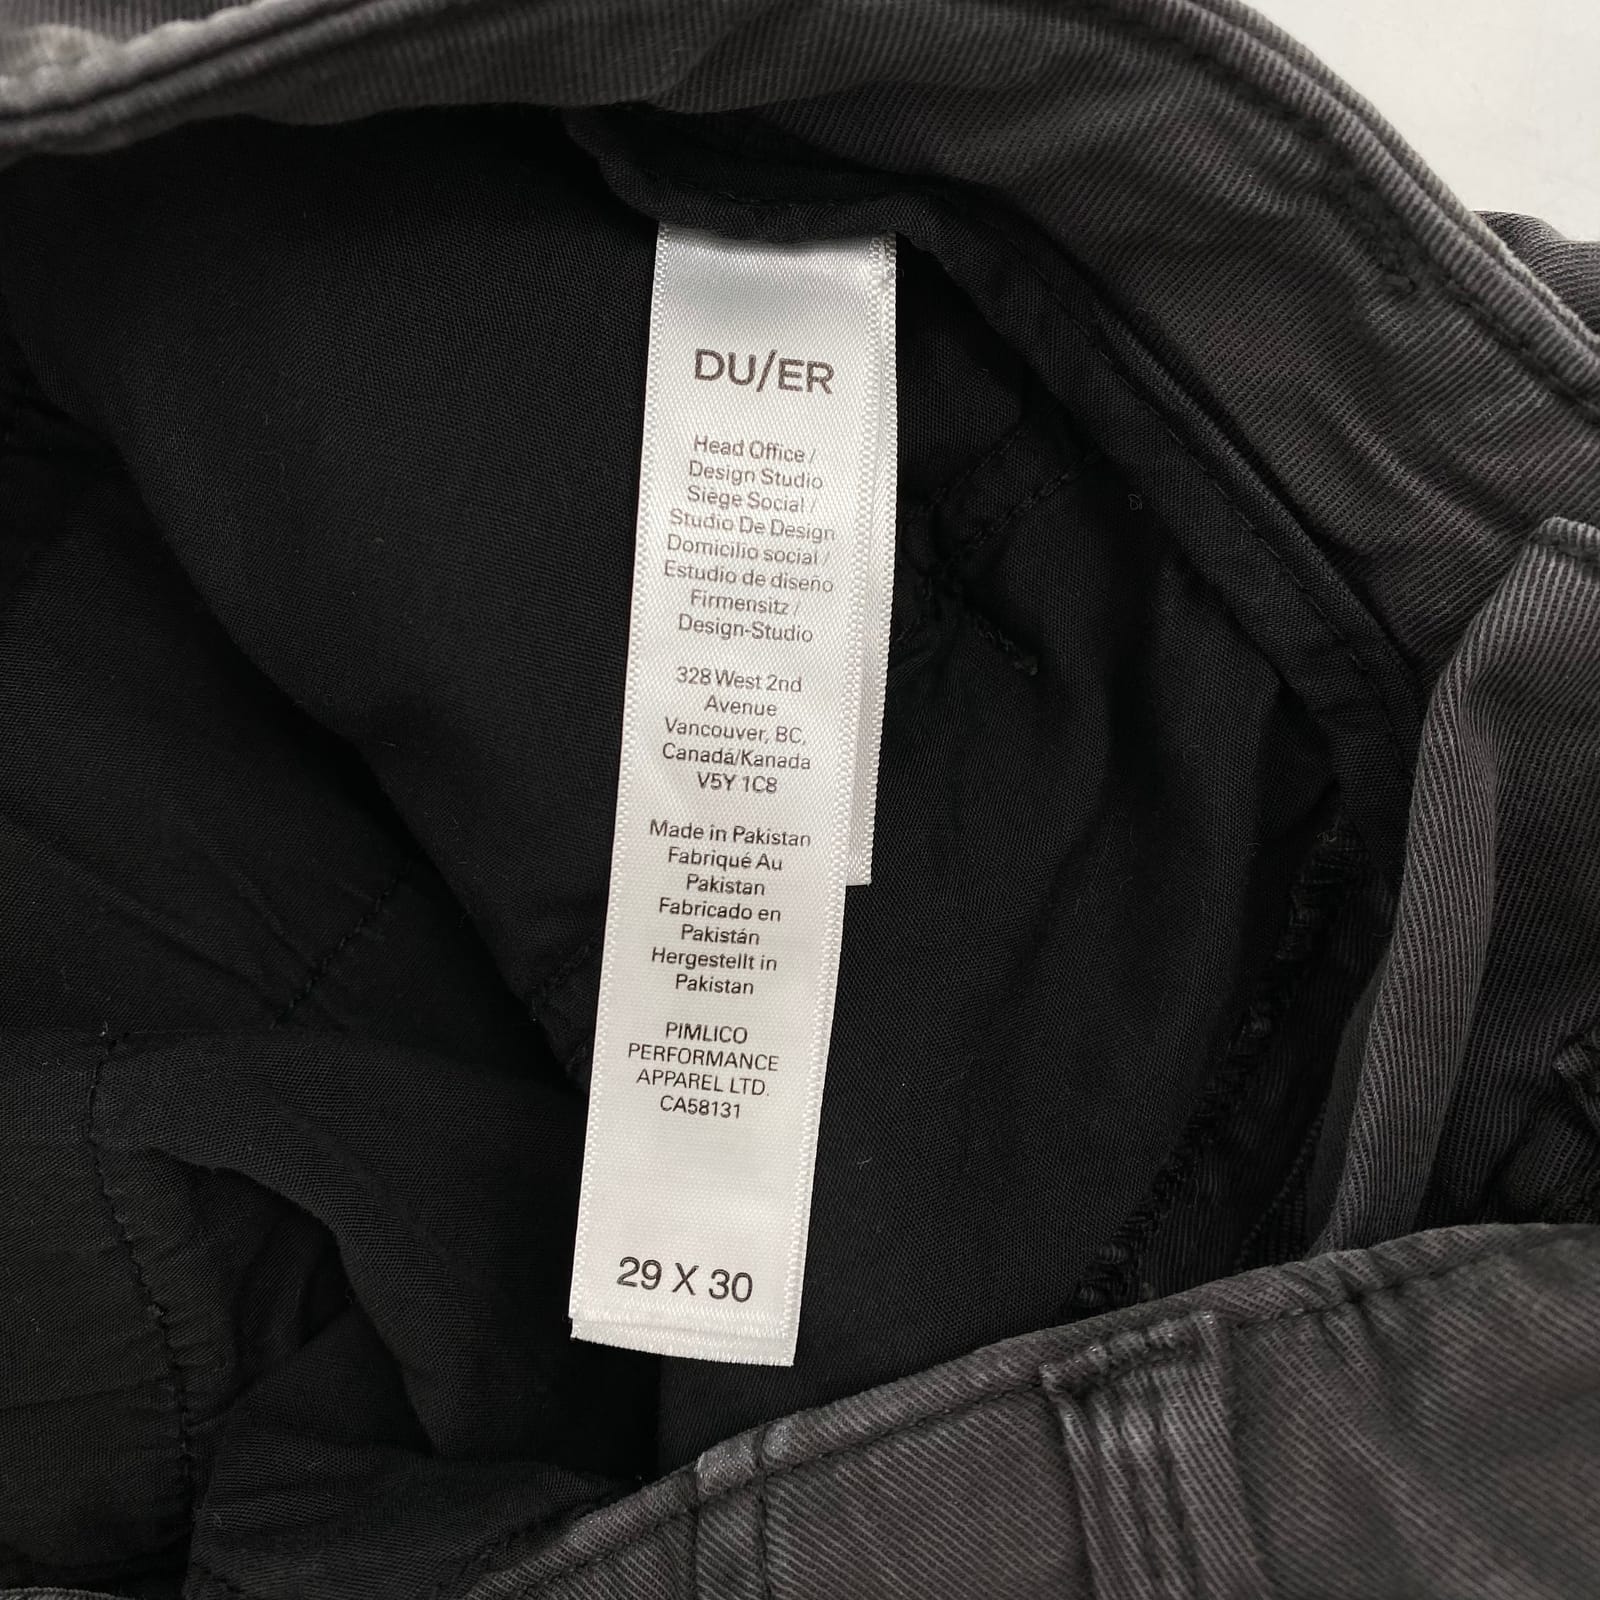 DU/ER
Head Office /
Design Studio
Siège Social /
Studio De Design
Domicilio social /
Estudio de diseño
Firmensitz /
Design-Studio
328 West 2nd
Avenue
Vancouver, BC,
Canadá/Kanada
V5Y 1C8
Made in Pakistan
Fabriqué Au
Pakistan
Fabricado en
Pakistán
Hergestellt in
Pakistan
PIMLICO
PERFORMANCE
APPAREL LTD.
CA58131
29 X 30